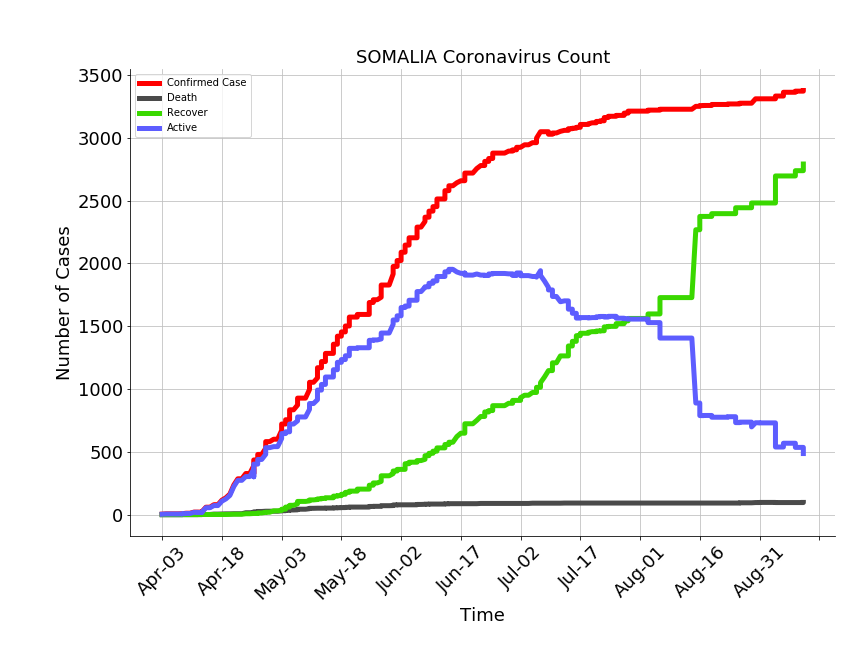 SOMALIA Coronavirus Count
Confirmed Case
Death
Recover
Active
Number of Cases
3500
3000
2500
2000
1500
1000
500
0
Apr-03
Apr-18
May-03
May-18
Jun-02
Jun-17
Jul-02
Jul-17
Aug-01
Aug-16
Aug-31
Time